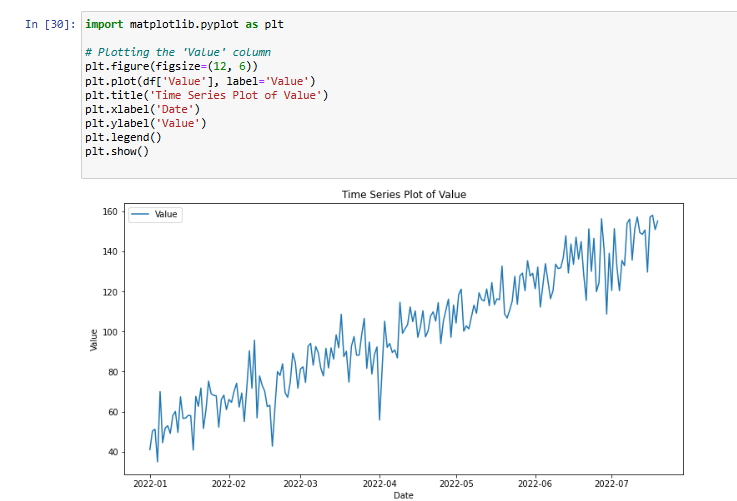 In [30]: import matplotlib.pyplot as plt
# Plotting the 'Value' column
plt.figure(figsize=(12, 6))
plt.plot(df['Value'], label='Value')
plt.title('Time Series Plot of Value')
plt.xlabel('Date')
plt.ylabel('Value')
plt.legend()
plt.show()
Time Series Plot of Value
Value
160
140
120
100
80
60
40
Value
2022-01 2022-02 2022-03 2022-04 2022-05 2022-06 2022-07
Date